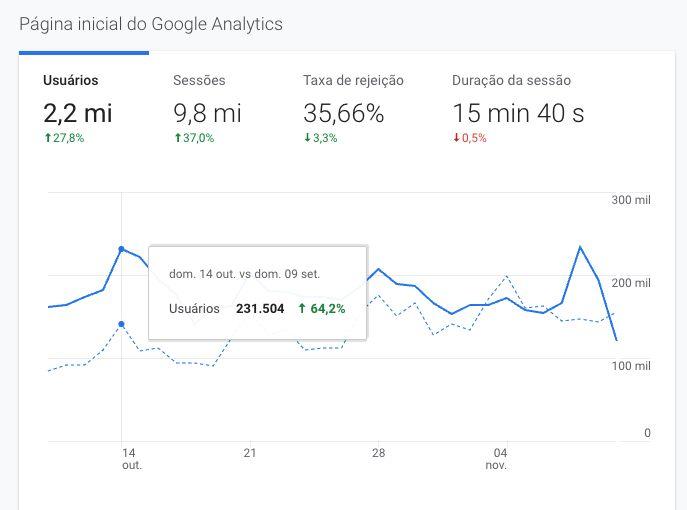 Página inicial do Google Analytics
Usuários Sessões Taxa de rejeição Duração da sessão
2,2 mi 9,8 mi 35,66% 15 min 40 s
↑27,8% ↑37,0% ↓3,3% ↓0,5%
300 mil
dom. 14 out. vs dom. 09 set.
200 mil
Usuários 231.504 ↑ 64,2%
100 mil
0
14 21 28 04
out. nov.